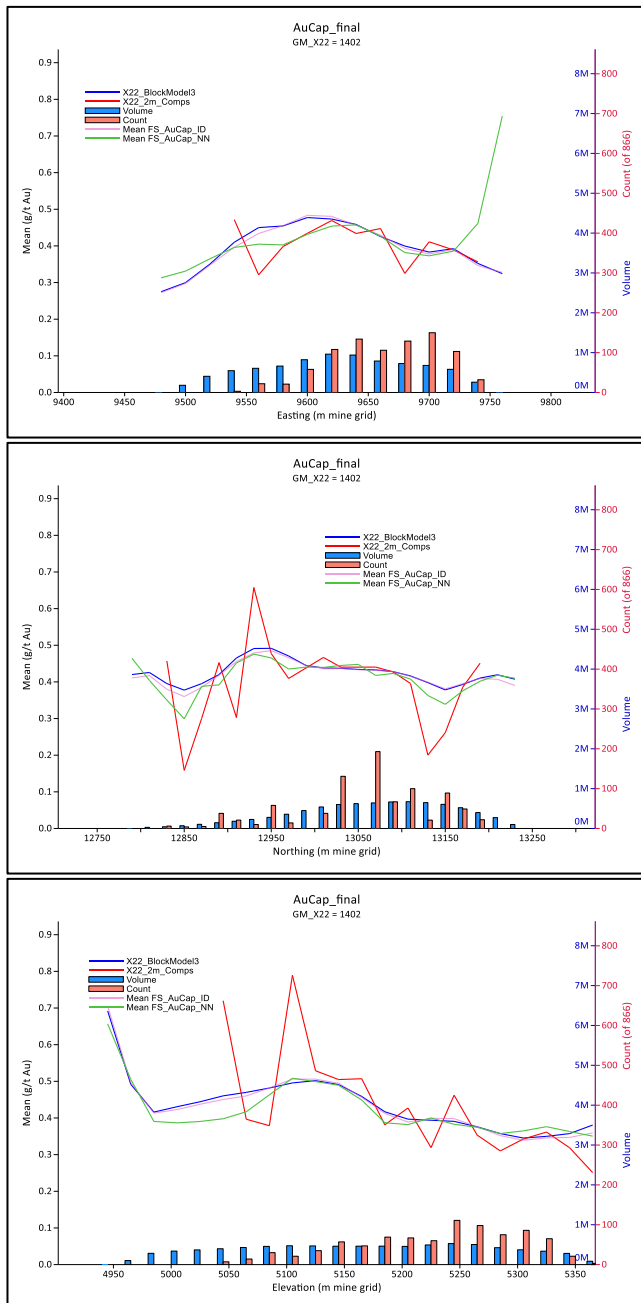 AuCap_final
GM_X22 = 1402
0.9
0.8
0.7
0.6
0.5
0.4
0.3
0.2
0.1
0.0
Mean (g/t Au)
X22_BlockModel3
X22_2m_Comps
Volume
Count
Mean FS_AuCap_ID
Mean FS_AuCap_NN
8M
7M
6M
5M
4M
3M
2M
1M
0M
Volume
800
700
600
500
400
300
200
100
0
Count (of 866)
9400 9450 9500 9550 9600 9650 9700 9750 9800
Easting (m mine grid)
AuCap_final
GM_X22 = 1402
0.9
0.8
0.7
0.6
0.5
0.4
0.3
0.2
0.1
0.0
Mean (g/t Au)
X22_BlockModel3
X22_2m_Comps
Volume
Count
Mean FS_AuCap_ID
Mean FS_AuCap_NN
8M
7M
6M
5M
4M
3M
2M
1M
0M
Volume
800
700
600
500
400
300
200
100
0
Count (of 866)
12750 12850 12950 13050 13150 13250
Northing (m mine grid)
AuCap_final
GM_X22 = 1402
0.9
0.8
0.7
0.6
0.5
0.4
0.3
0.2
0.1
0.0
Mean (g/t Au)
X22_BlockModel3
X22_2m_Comps
Volume
Count
Mean FS_AuCap_ID
Mean FS_AuCap_NN
8M
7M
6M
5M
4M
3M
2M
1M
0M
Volume
800
700
600
500
400
300
200
100
0
Count (of 866)
4950 5000 5050 5100 5150 5200 5250 5300 5350
Elevation (m mine grid)